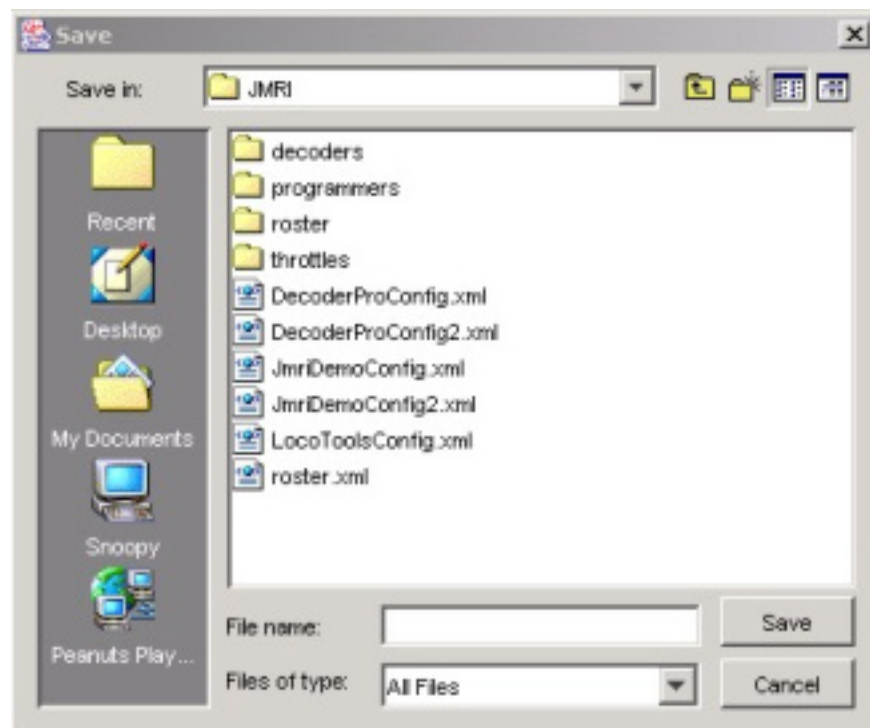 Save
Save in:
JMRI
Recent
Desktop
My Documents
Snoopy
Peanuts Play...
decoders
programmers
roster
throttles
DecoderProConfig.xml
DecoderProConfig2.xml
JmriDemoConfig.xml
JmriDemoConfig2.xml
LocoToolsConfig.xml
roster.xml
File name:
Save
Files of type:
All Files
Cancel